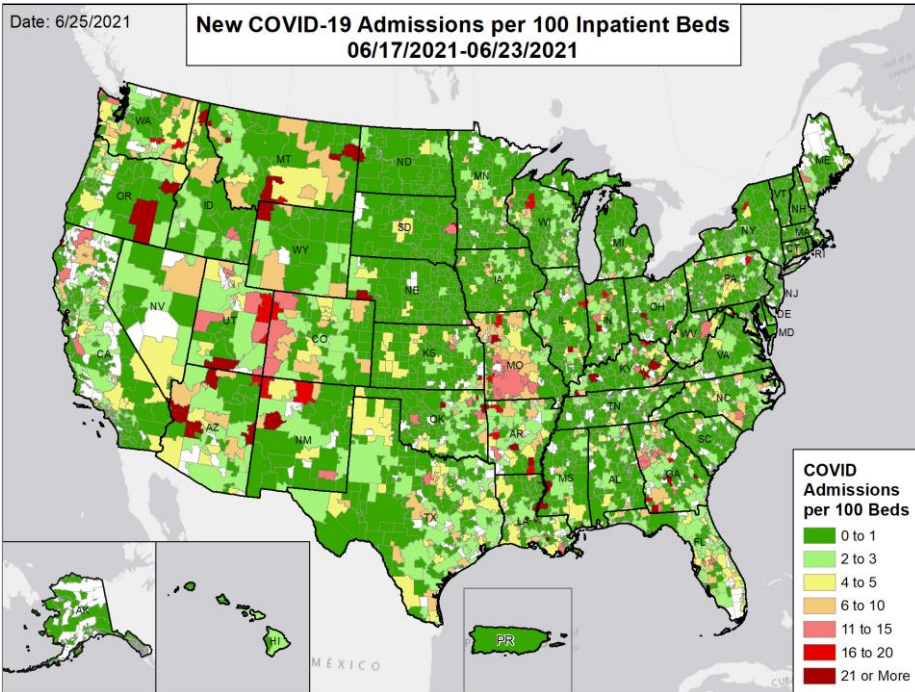 Date: 6/25/2021
New COVID-19 Admissions per 100 Inpatient Beds
06/17/2021-06/23/2021
WA
MT
ND
MN
ME
OR
ID
SD
WI
VT
NH
WY
MI
NY
MA
CT
RI
NE
IA
PA
NJ
NV
UT
CO
IL
IN
OH
DE
MD
CA
KS
MO
WV
VA
KY
AZ
NM
OK
AR
TN
NC
SC
MS
AL
GA
TX
LA
FL
AK
HI
MÉXICO
PR
COVID
Admissions
per 100 Beds
0 to 1
2 to 3
4 to 5
6 to 10
11 to 15
16 to 20
21 or More